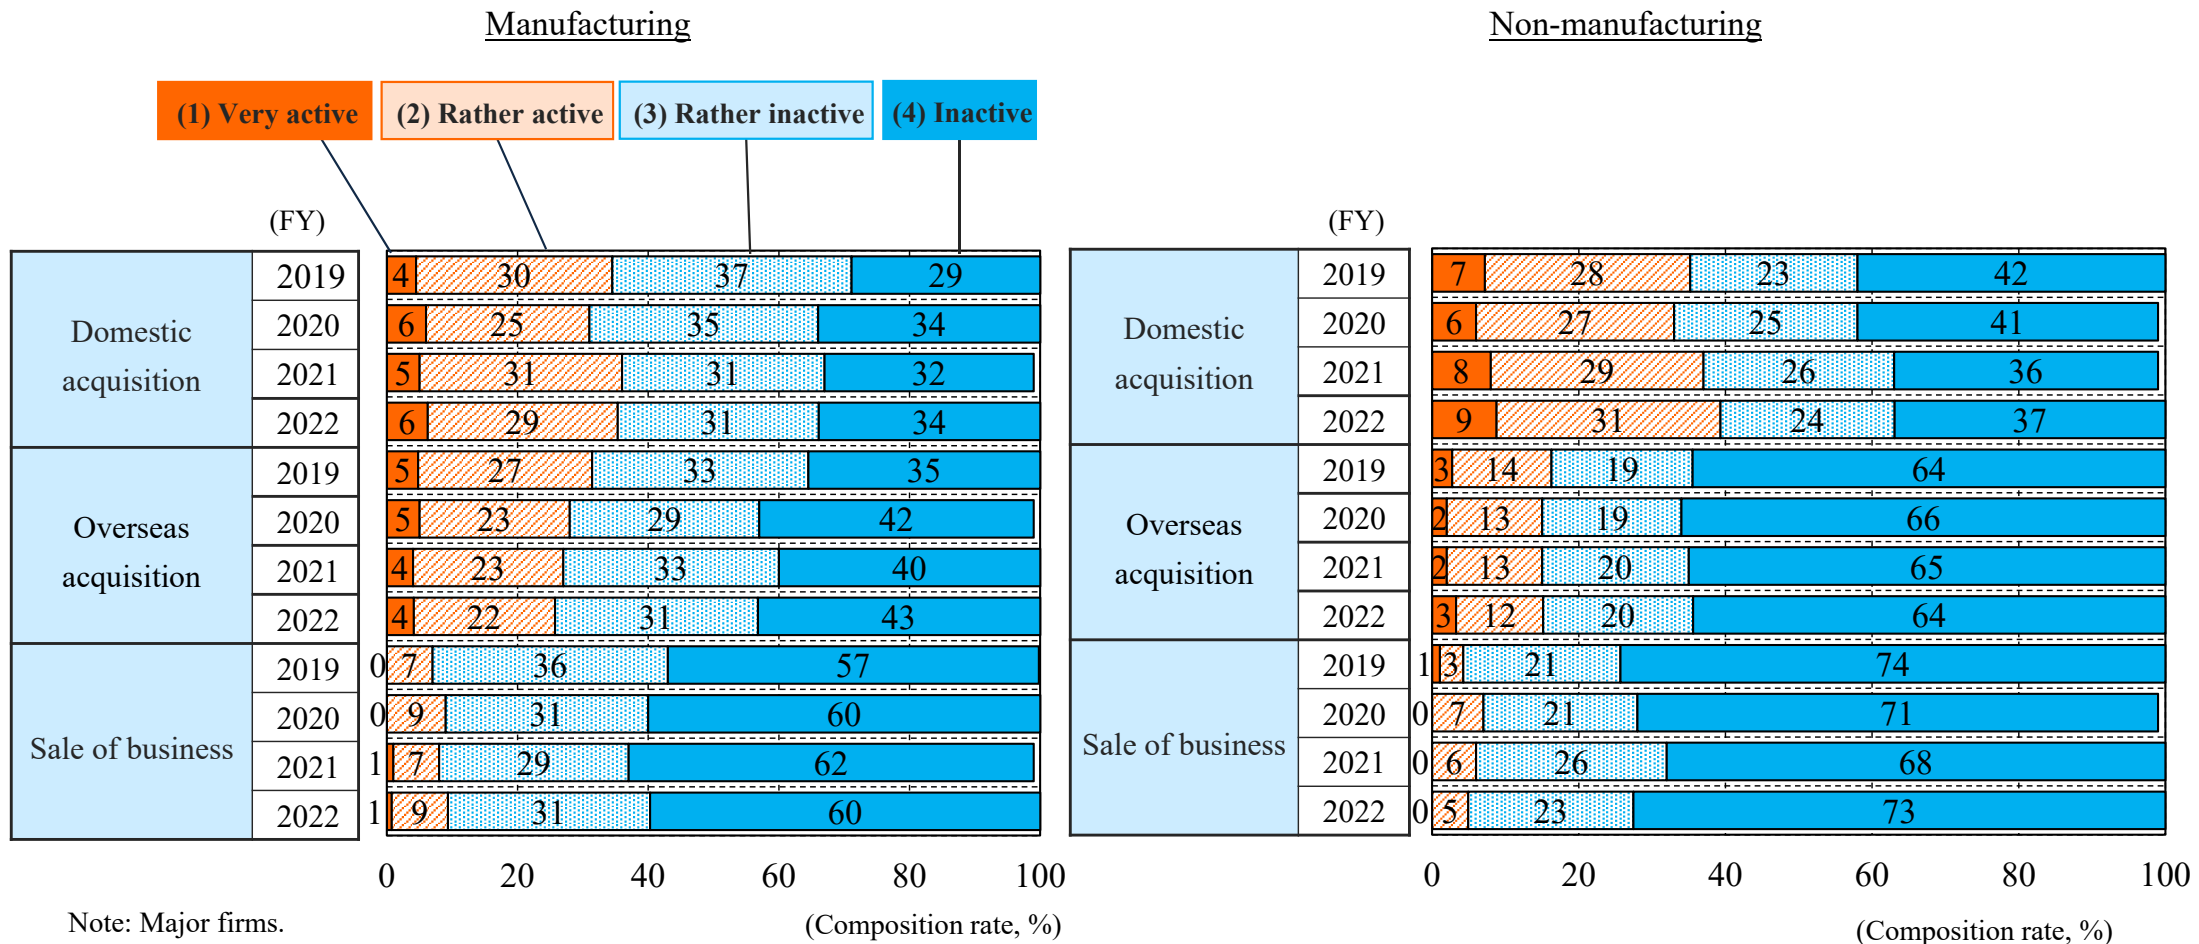 Manufacturing
Non-manufacturing
(1) Very active
(2) Rather active
(3) Rather inactive
(4) Inactive
(FY)
Domestic
acquisition
2019
4 30 37 29
2020
6 25 35 34
2021
5 31 31 32
2022
6 29 31 34
Overseas
acquisition
2019
5 27 33 35
2020
5 23 29 42
2021
4 23 33 40
2022
4 22 31 43
Sale of business
2019
0 7 36 57
2020
0 9 31 60
2021
1 7 29 62
2022
1 9 31 60
0 20 40 60 80 100
Note: Major firms.
(Composition rate, %)
(FY)
Domestic
acquisition
2019
7 28 23 42
2020
6 27 25 41
2021
8 29 26 36
2022
9 31 24 37
Overseas
acquisition
2019
3 14 19 64
2020
2 13 19 66
2021
2 13 20 65
2022
3 12 20 64
Sale of business
2019
1 3 21 74
2020
0 7 21 71
2021
0 6 26 68
2022
0 5 23 73
0 20 40 60 80 100
(Composition rate, %)